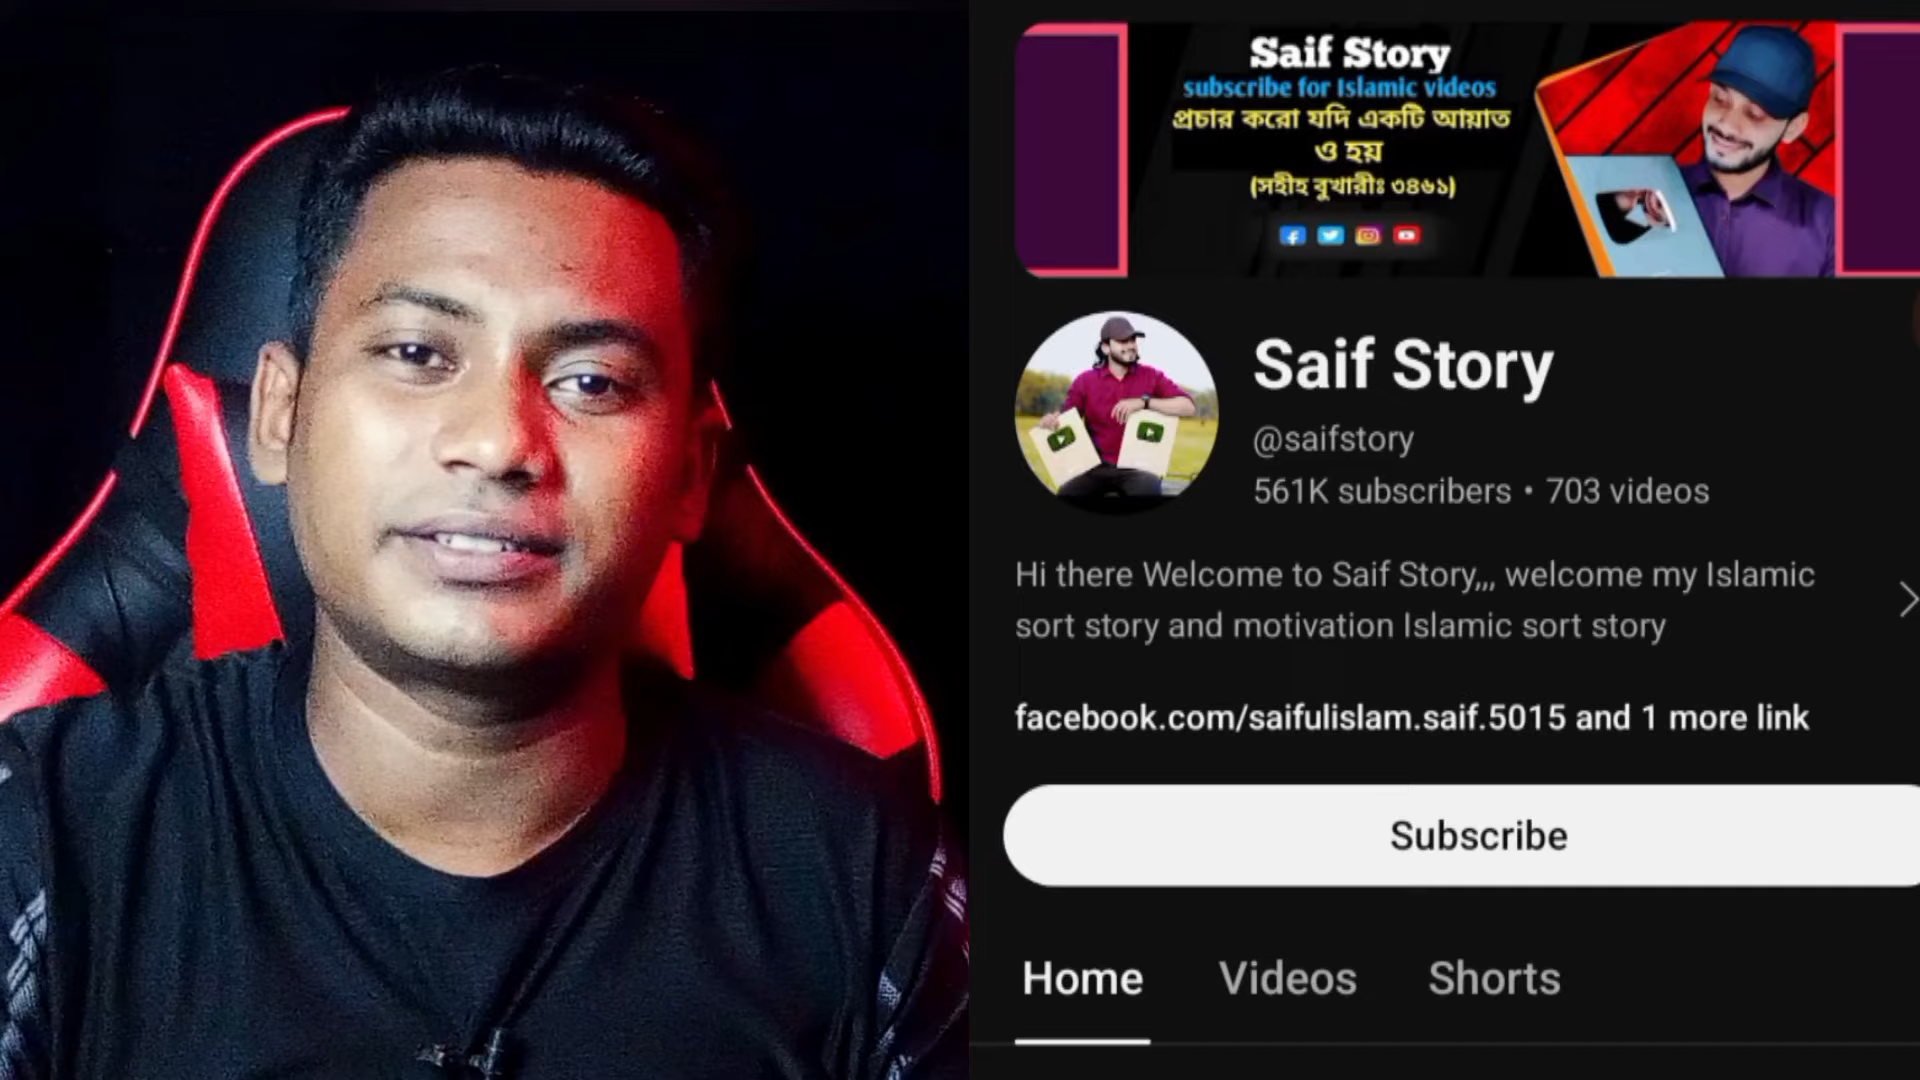 Saif Story
subscribe for Islamic videos
প্রচার করো যদি একটি আয়াত
ও হয়
(সহীহ বুখারীঃ ৩৪৬১)
Saif Story
@saifstory
561K subscribers • 703 videos
Hi there Welcome to Saif Story,,, welcome my Islamic
sort story and motivation Islamic sort story
facebook.com/saifulislam.saif.5015 and 1 more link
Subscribe
Home Videos Shorts